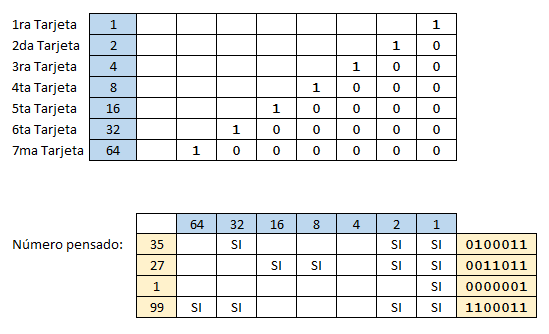 1ra Tarjeta 1 1
2da Tarjeta 2 1 0
3ra Tarjeta 4 1 0 0
4ta Tarjeta 8 1 0 0 0
5ta Tarjeta 16 1 0 0 0 0
6ta Tarjeta 32 1 0 0 0 0 0
7ma Tarjeta 64 1 0 0 0 0 0 0
64 32 16 8 4 2 1
Número pensado: 35 SI SI SI 0100011
27 SI SI SI SI 0011011
1 SI 0000001
99 SI SI SI SI 1100011